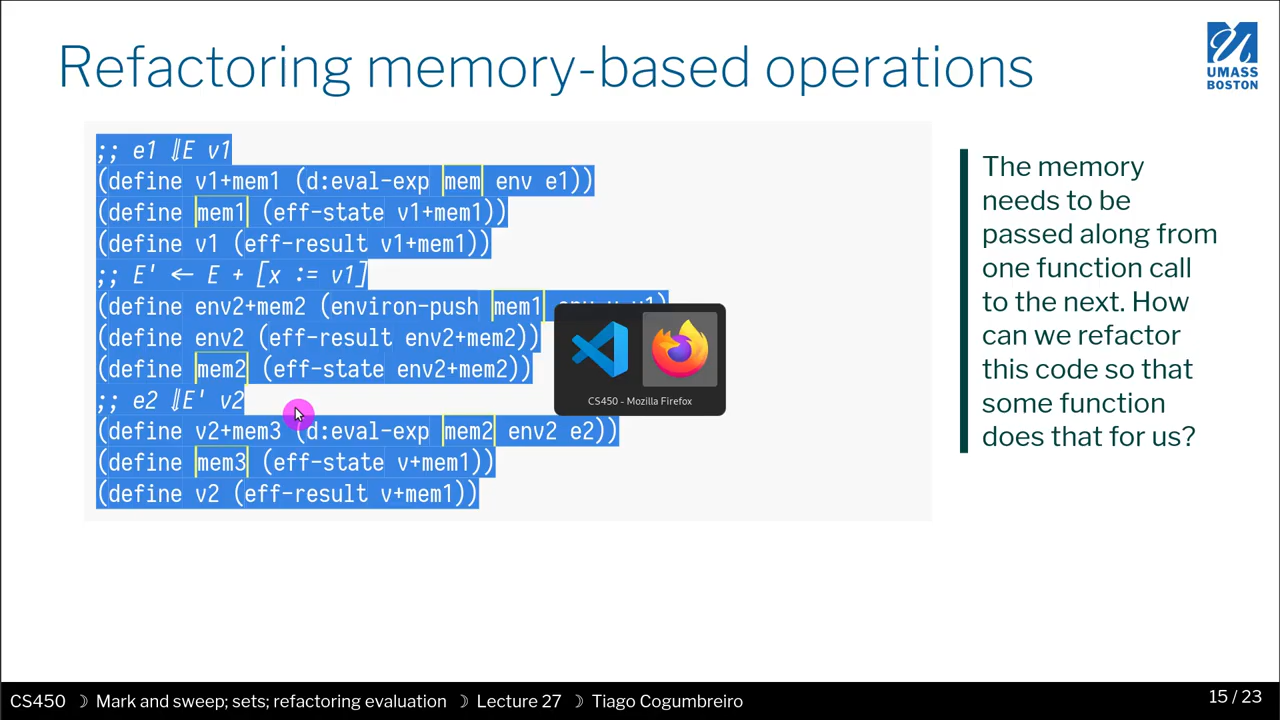 Refactoring memory-based operations
UMASS
BOSTON
;; e1 ⇓E v1
(define v1+mem1 (d:eval-exp mem env e1))
(define mem1 (eff-state v1+mem1))
(define v1 (eff-result v1+mem1))
;; E' ← E + [x := v1]
(define env2+mem2 (environ-push mem1
(define env2 (eff-result env2+mem2))
(define mem2 (eff-state env2+mem2))
;; e2 ⇓E' v2
(define v2+mem3 (d:eval-exp mem2 env2 e2))
(define mem3 (eff-state v+mem1))
(define v2 (eff-result v+mem1))
CS450 - Mozilla Firefox
The memory
needs to be
passed along from
one function call
to the next. How
can we refactor
this code so that
some function
does that for us?
CS450 ☽ Mark and sweep; sets; refactoring evaluation ☽ Lecture 27 ☽ Tiago Cogumbreiro
15 / 23